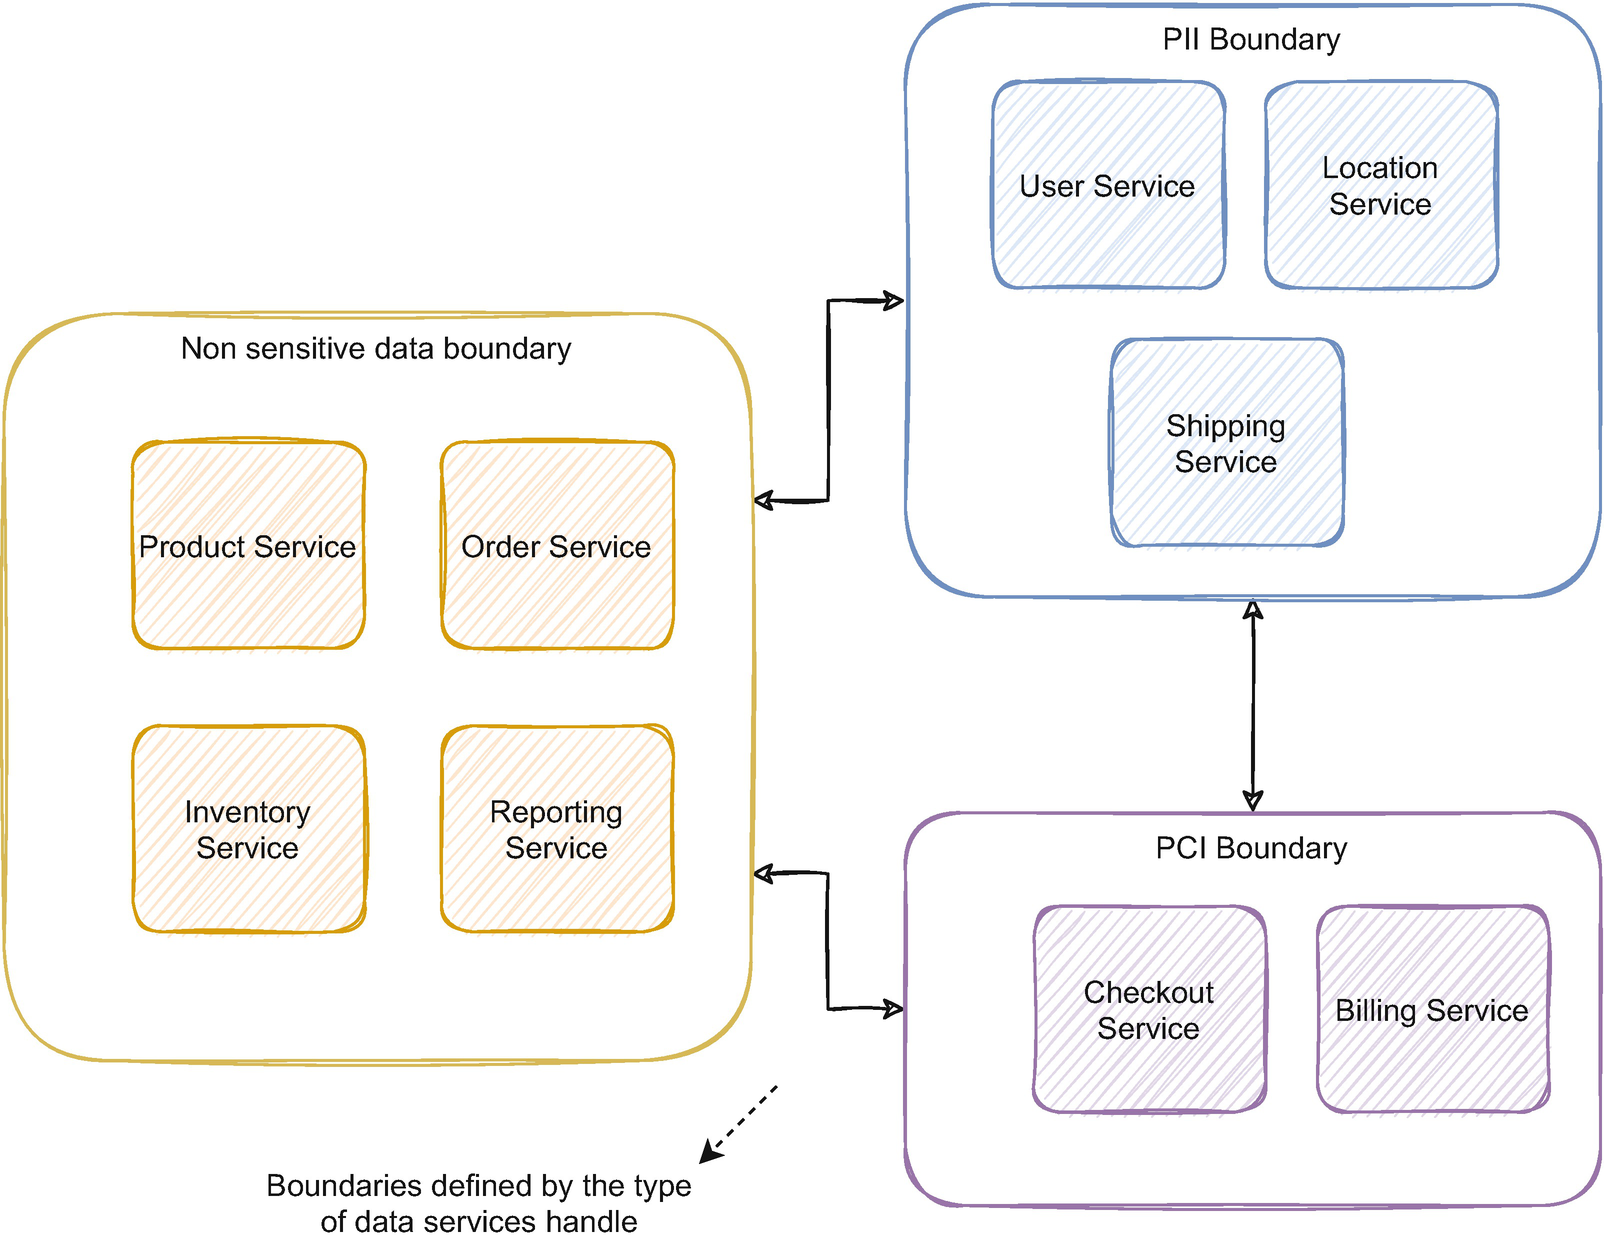 PII Boundary
User Service
Location
Service
Shipping
Service
Non sensitive data boundary
Product Service
Order Service
Inventory
Service
Reporting
Service
PCI Boundary
Checkout
Service
Billing Service
Boundaries defined by the type
of data services handle